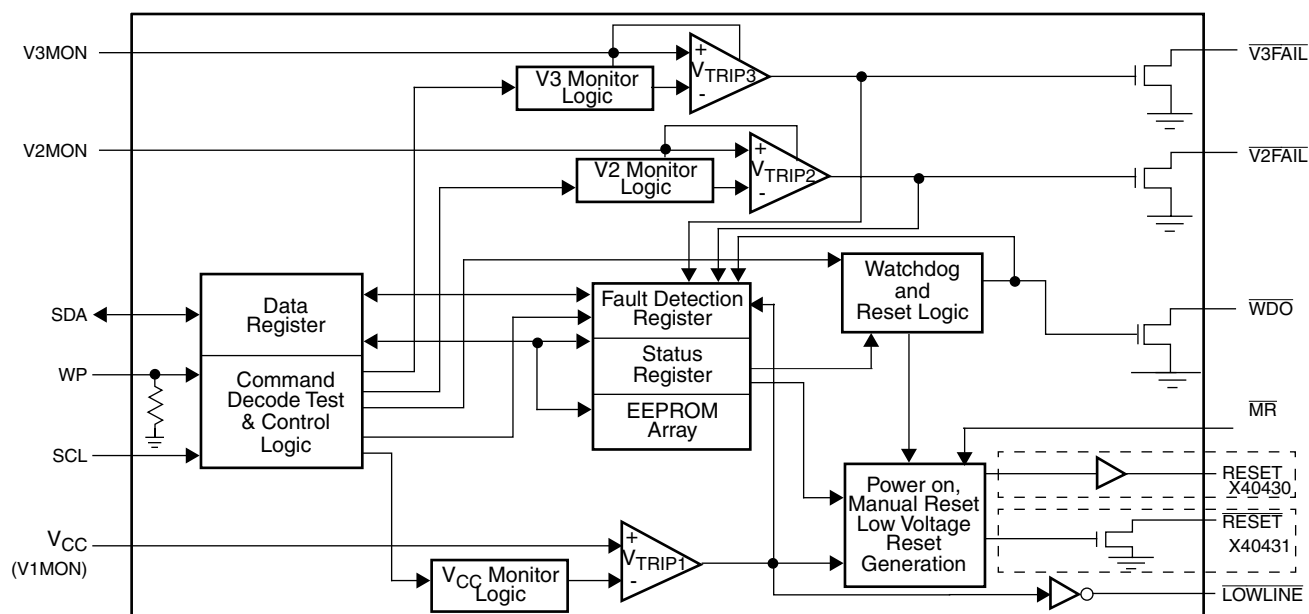 V3MON
V3 Monitor
Logic
+
VTRIP3
-
V3FAIL
V2MON
V2 Monitor
Logic
+
VTRIP2
-
V2FAIL
SDA
WP
SCL
Data
Register
Command
Decode Test
& Control
Logic
Fault Detection
Register
Status
Register
EEPROM
Array
Watchdog
and
Reset Logic
WDO
MR
Power on,
Manual Reset
Low Voltage
Reset
Generation
RESET
X40430
RESET
X40431
VCC
(V1MON)
VCC Monitor
Logic
+
VTRIP1
-
LOWLINE